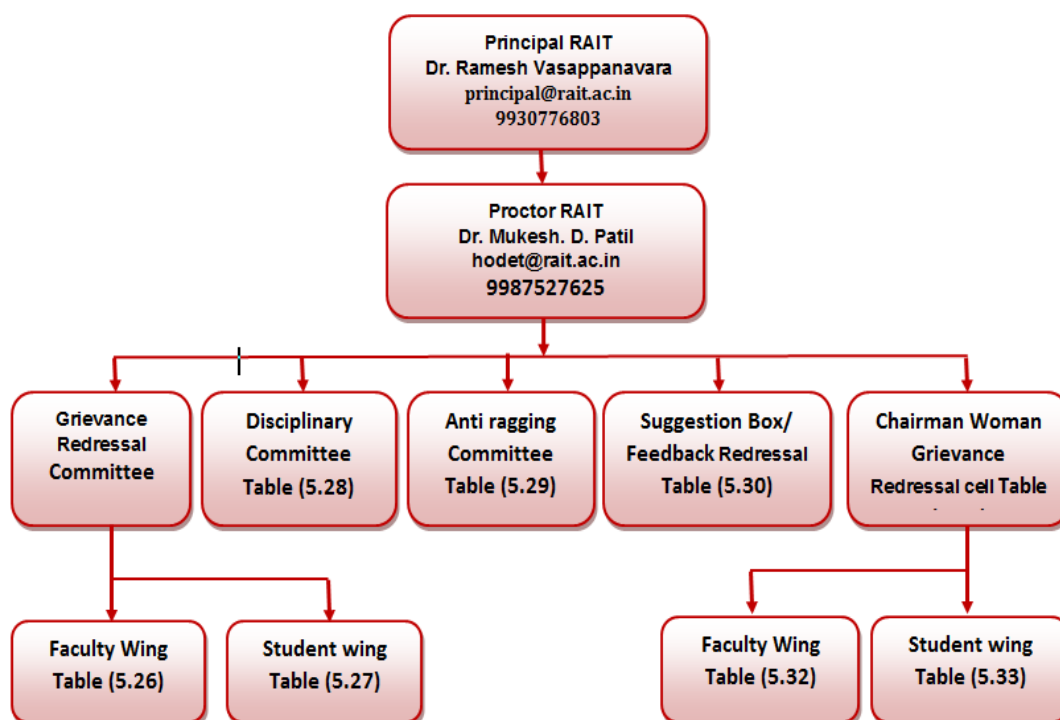 Principal RAIT
Dr. Ramesh Vasappanavara
principal@rait.ac.in
9930776803
Proctor RAIT
Dr. Mukesh. D. Patil
hodet@rait.ac.in
9987527625
Grievance
Redressal
Committee
Disciplinary
Committee
Table (5.28)
Anti ragging
Committee
Table (5.29)
Suggestion Box/
Feedback Redressal
Table (5.30)
Chairman Woman
Grievance
Redressal cell Table
Faculty Wing
Table (5.26)
Student wing
Table (5.27)
Faculty Wing
Table (5.32)
Student wing
Table (5.33)